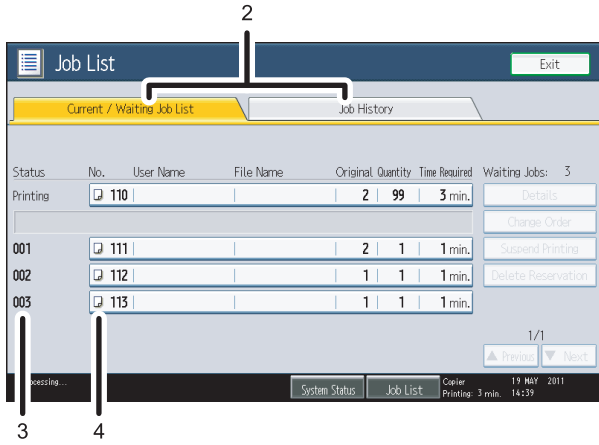 2
Job List
Exit
Current / Waiting Job List
Job History
Status No. User Name File Name Original Quantity Time Required Waiting Jobs: 3
Printing 110 2 99 3 min. Details
Change Order
001 111 2 1 1 min. Suspend Printing
002 112 1 1 1 min. Delete Reservation
003 113 1 1 1 min.
1/1
▲ Previous ▼ Next
ocessing... System Status Job List Copier 19 MAY 2011
Printing: 3 min. 14:39
3 4